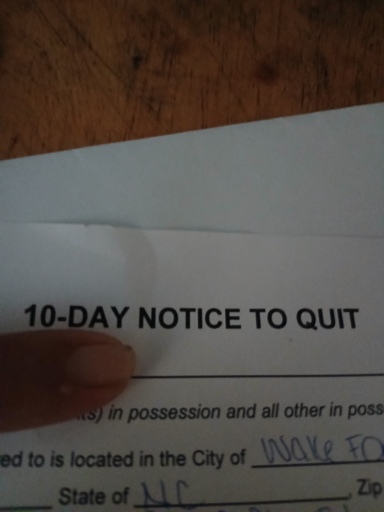 10-DAY NOTICE TO QUIT
in possession and all other in poss
ed to is located in the City of Wake Fo
State of NC Zip